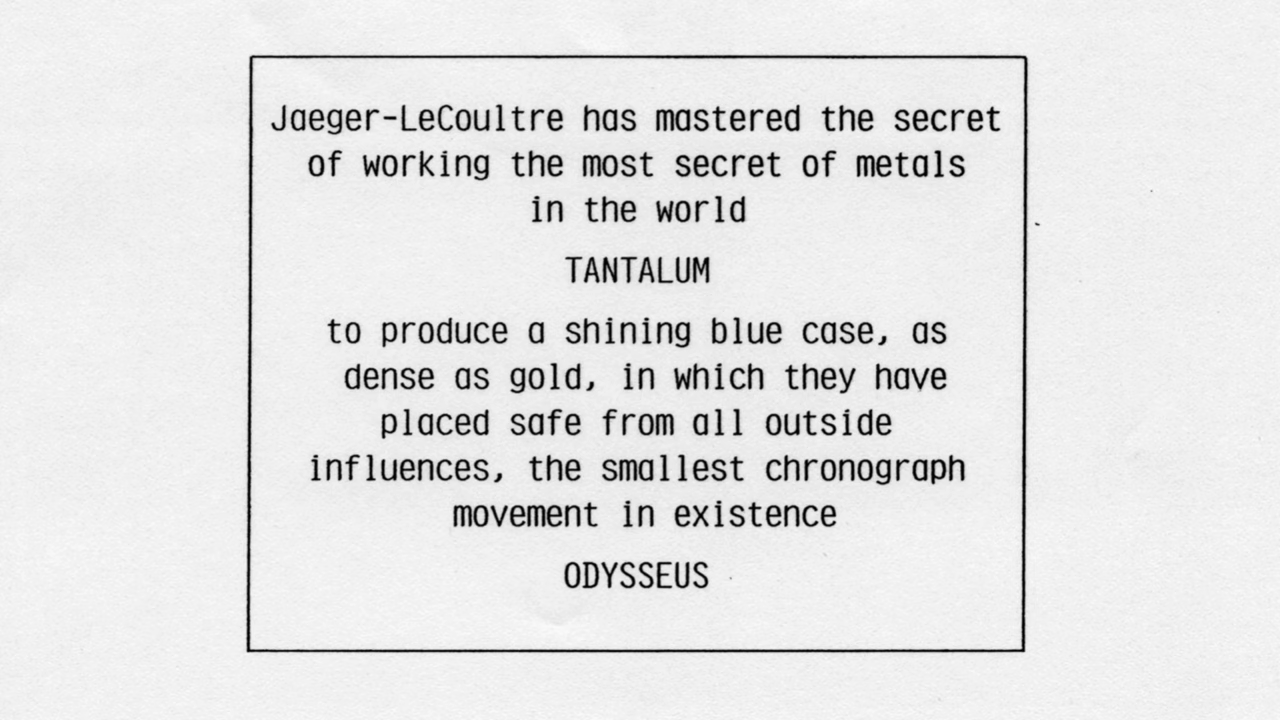 Jaeger-LeCoultre has mastered the secret
of working the most secret of metals
in the world
TANTALUM
to produce a shining blue case, as
dense as gold, in which they have
placed safe from all outside
influences, the smallest chronograph
movement in existence
ODYSSEUS